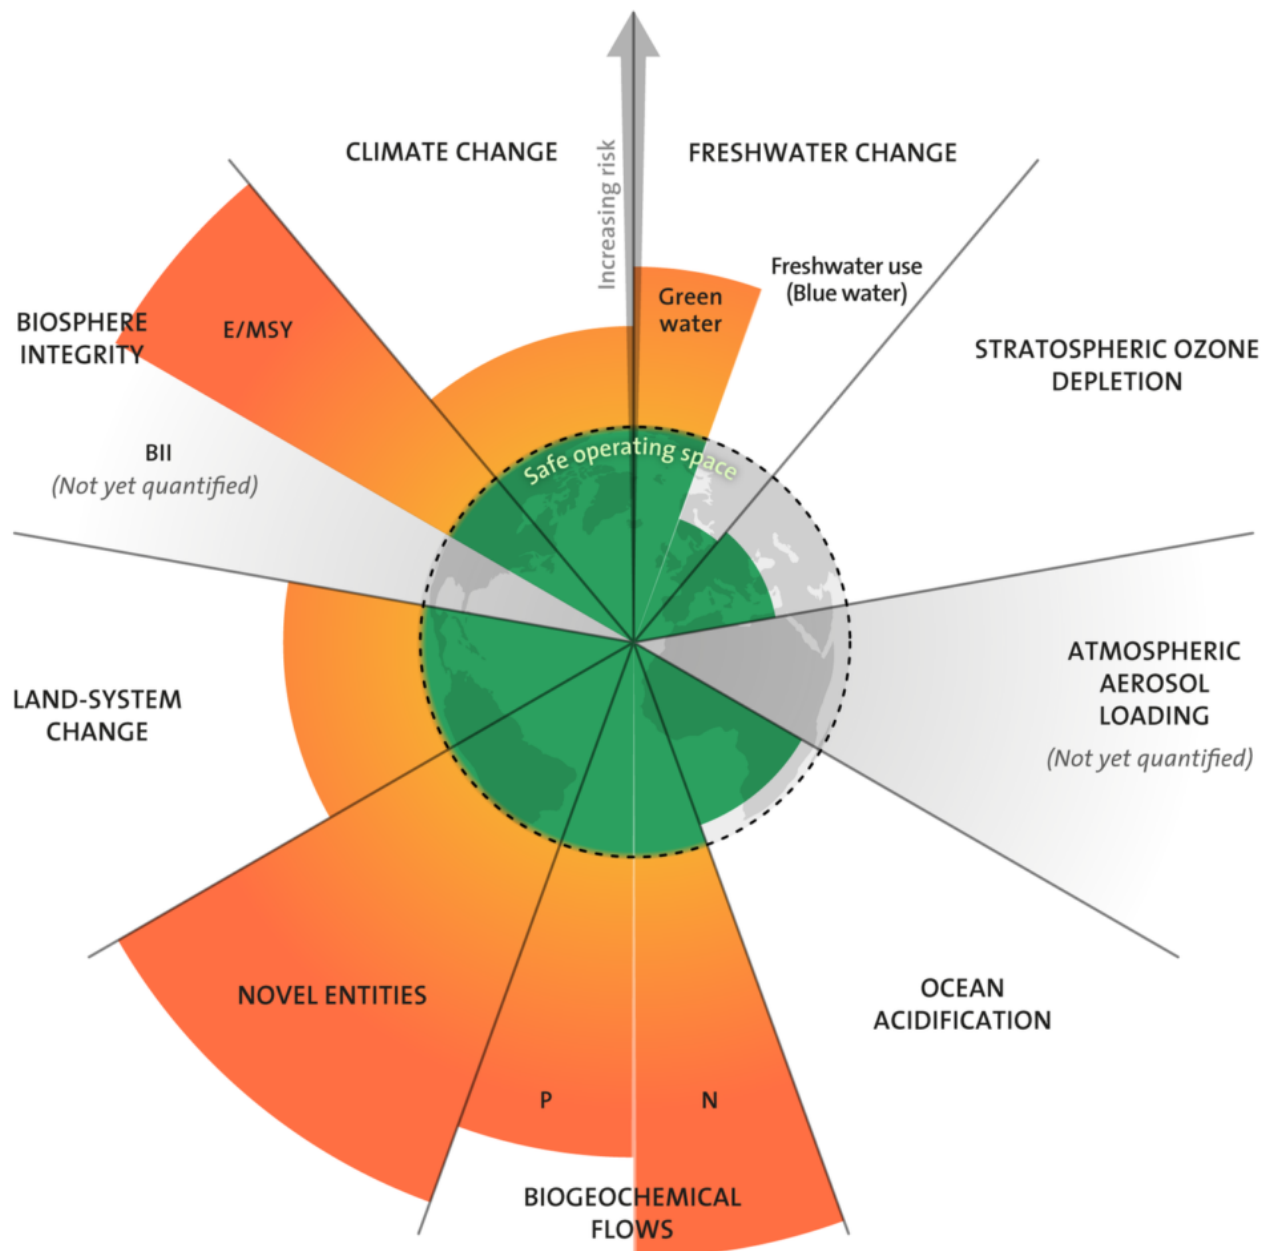 CLIMATE CHANGE
Increasing risk
FRESHWATER CHANGE
Green
water
Freshwater use
(Blue water)
STRATOSPHERIC OZONE
DEPLETION
BIOSPHERE
INTEGRITY
E/MSY
BII
(Not yet quantified)
Safe operating space
ATMOSPHERIC
AEROSOL
LOADING
(Not yet quantified)
LAND-SYSTEM
CHANGE
NOVEL ENTITIES
OCEAN
ACIDIFICATION
P
N
BIOGEOCHEMICAL
FLOWS